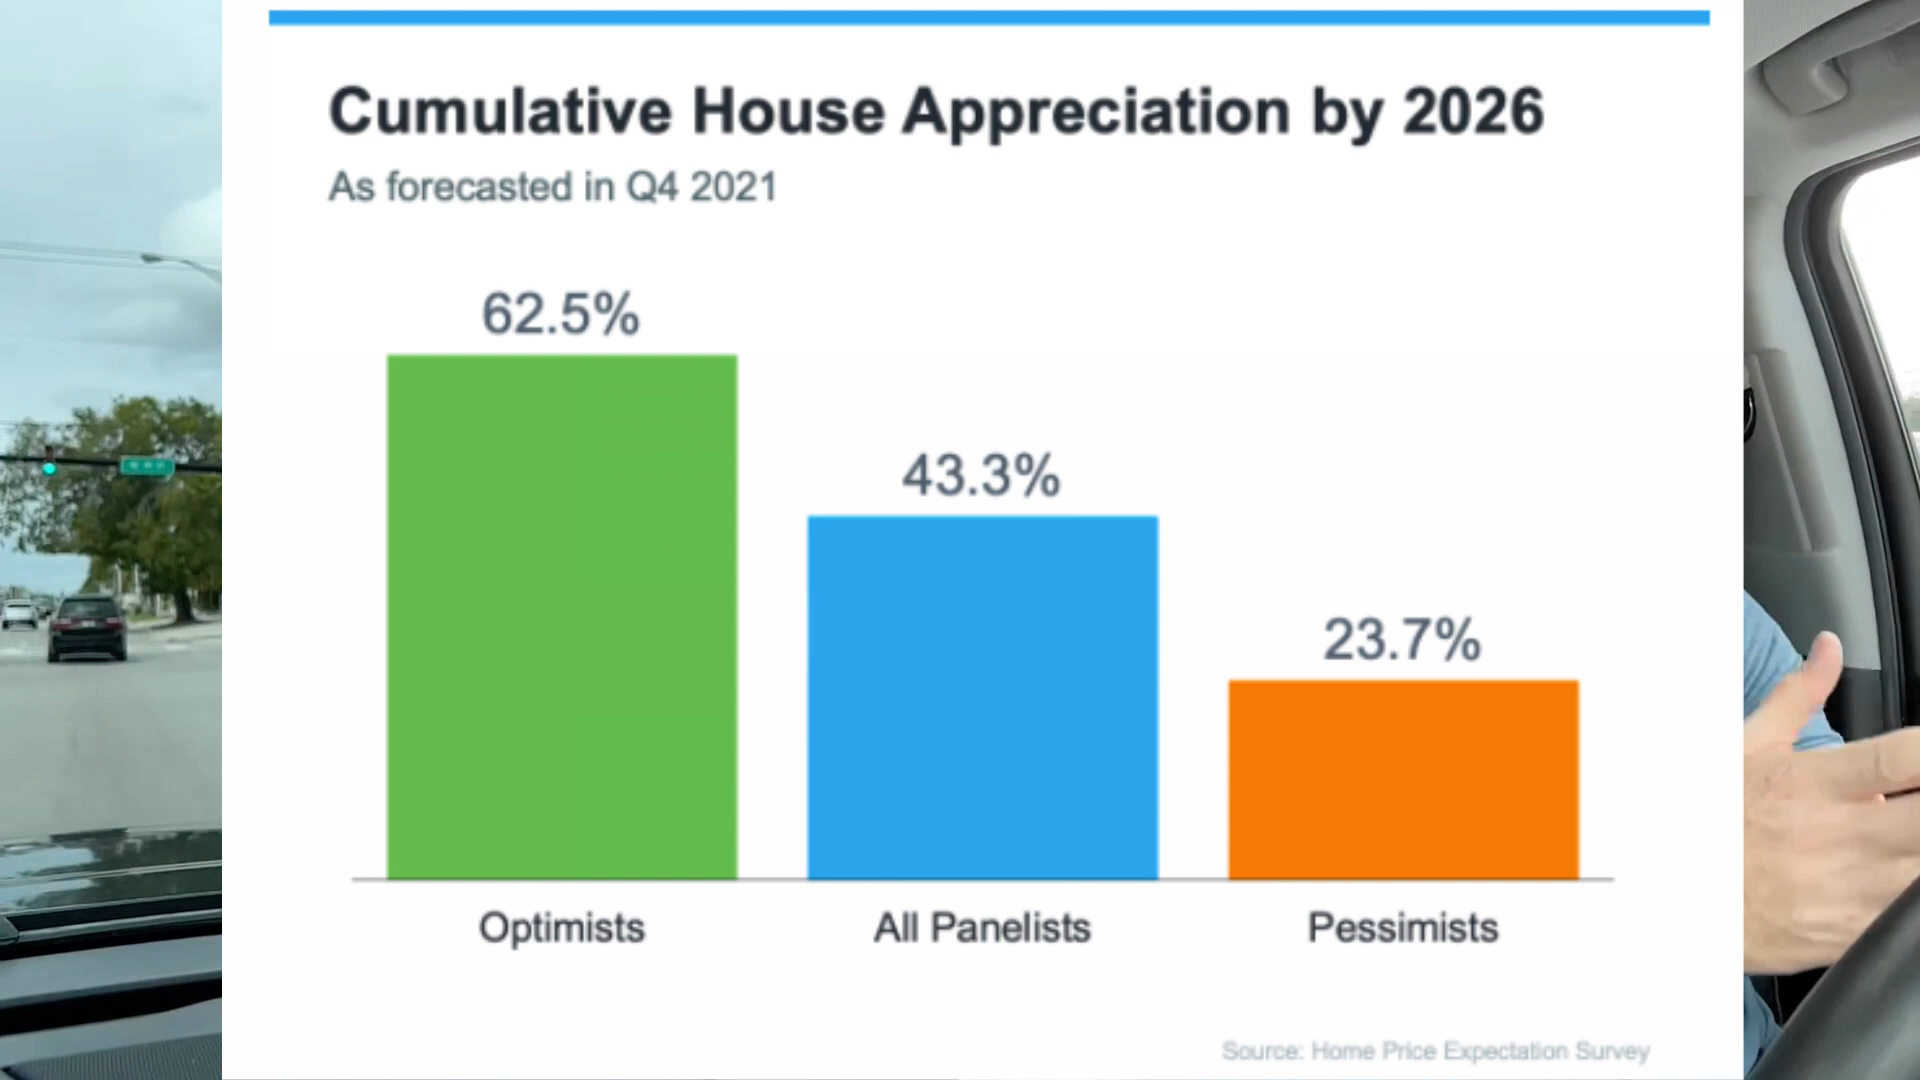 Cumulative House Appreciation by 2026
As forecasted in Q4 2021
62.5%
43.3%
23.7%
Optimists
All Panelists
Pessimists
Source: Home Price Expectation Survey